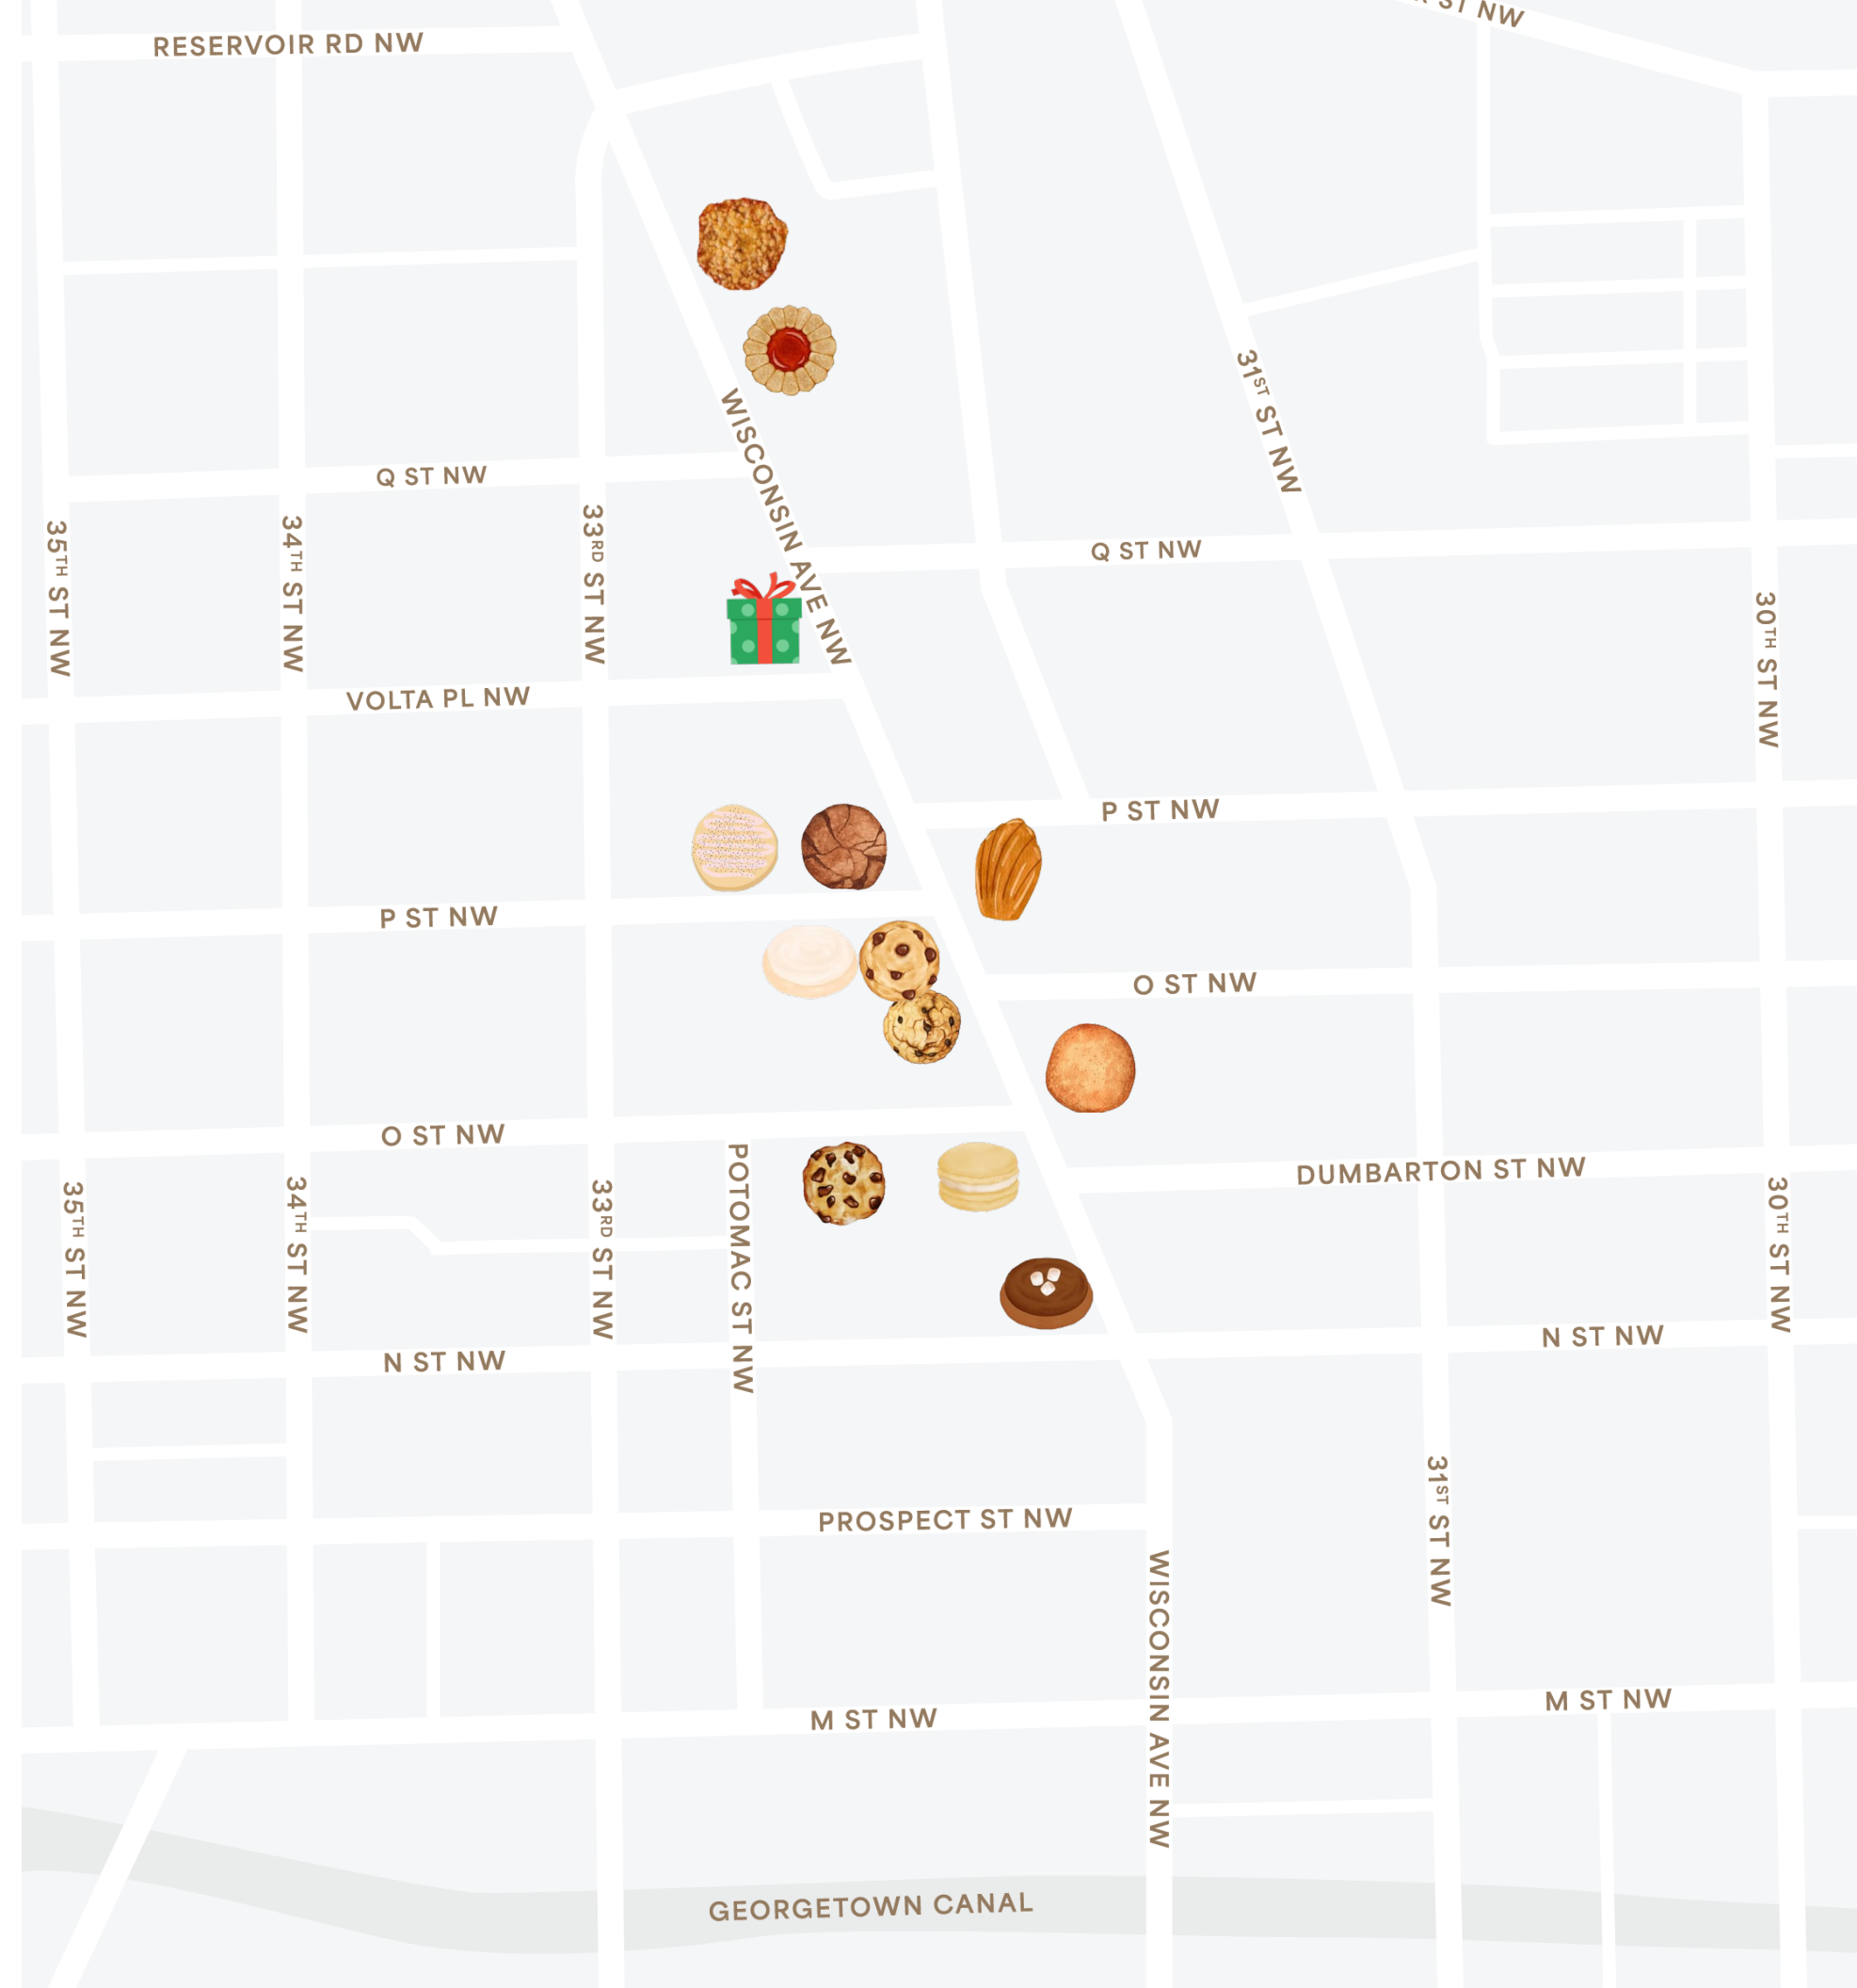 ST NW
RESERVOIR RD NW
31ST ST NW
WISCONSIN AVE NW
Q ST NW
35TH ST NW
34TH ST NW
33RD ST NW
Q ST NW
30TH ST NW
VOLTA PL NW
P ST NW
P ST NW
O ST NW
O ST NW
POTOMAC ST NW
DUMBARTON ST NW
35TH ST NW
34TH ST NW
33RD ST NW
30TH ST NW
N ST NW
N ST NW
31ST ST NW
PROSPECT ST NW
WISCONSIN AVE NW
M ST NW
M ST NW
GEORGETOWN CANAL